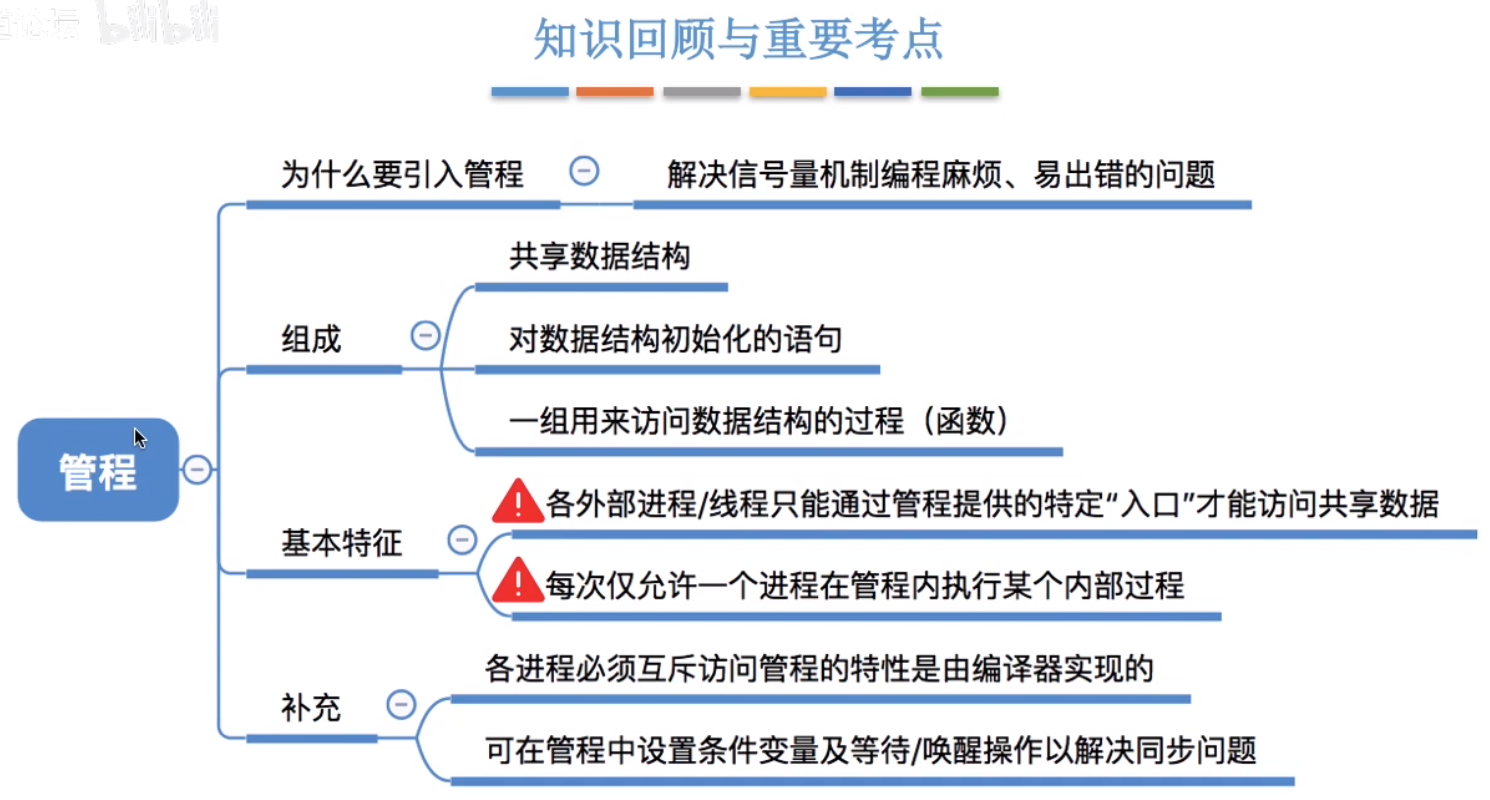 bilibili
知识回顾与重要考点
为什么要引入管程
解决信号量机制编程麻烦、易出错的问题
组成
共享数据结构
对数据结构初始化的语句
一组用来访问数据结构的过程（函数）
管程
基本特征
各外部进程/线程只能通过管程提供的特定“入口”才能访问共享数据
每次仅允许一个进程在管程内执行某个内部过程
补充
各进程必须互斥访问管程的特性是由编译器实现的
可在管程中设置条件变量及等待/唤醒操作以解决同步问题